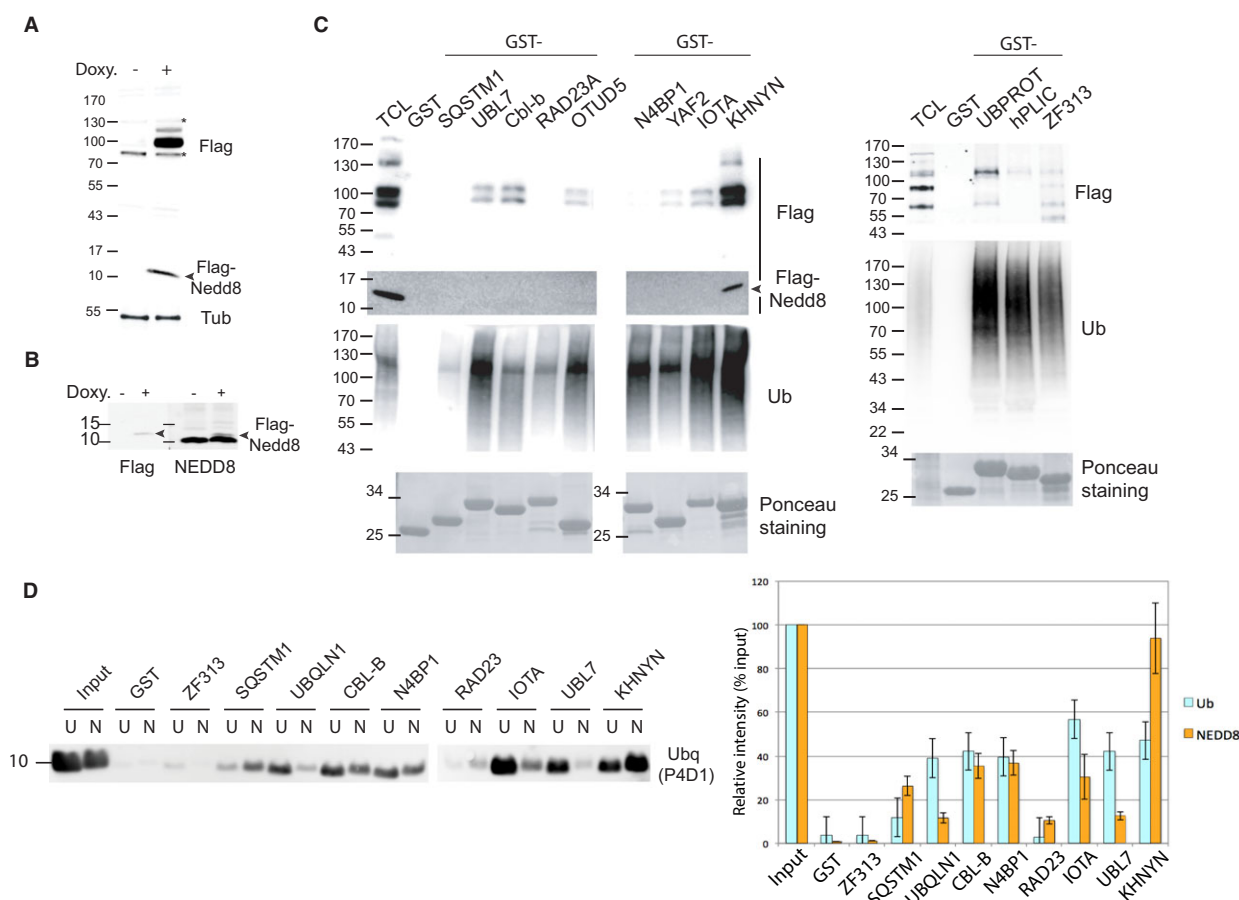 A
Doxy. - +
170
130
100
70
55
43
17
10
55
*
*
Flag
Flag-
Nedd8
Tub
B
Doxy. - + - +
15
10
Flag-
Nedd8
Flag NEDD8
C
GST- GST-
TCL GST SQSTM1 UBL7 Cbl-b RAD23A OTUD5 N4BP1 YAF2 IOTA KHNYN
170
130
100
70
55
43
Flag
17
10
Flag-
Nedd8
170
130
100
70
55
43
Ub
34
25
34
25
Ponceau
staining
GST-
TCL GST UBPROT hPLIC ZF313
170
130
100
70
55
43
Flag
170
130
100
70
55
43
34
22
Ub
34
25
Ponceau
staining
D
Input GST ZF313 SQSTM1 UBQLN1 CBL-B N4BP1 RAD23 IOTA UBL7 KHNYN
U N U N U N U N U N U N U N U N U N U N U N
10
Ubq
(P4D1)
Relative intensity (% input)
120
100
80
60
40
20
0
Input GST ZF313 SQSTM1 UBQLN1 CBL-B N4BP1 RAD23 IOTA UBL7 KHNYN
Ub
NEDD8